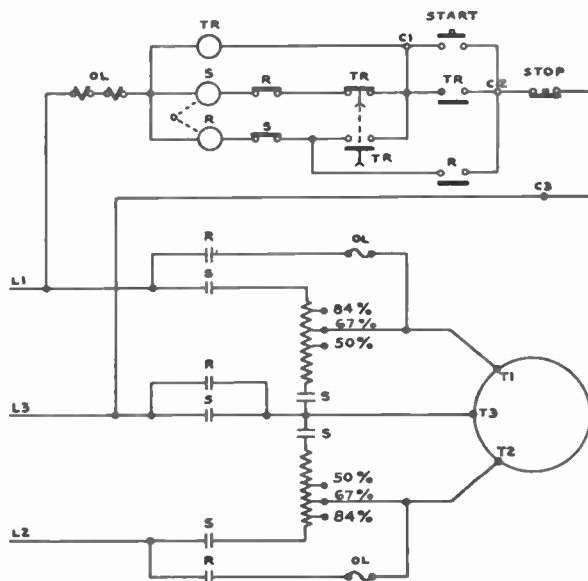 START
TR
C1
OL
S
R
TR
TR
C2
STOP
R
S
TR
R
C3
R
OL
L1
S
84%
67%
50%
T1
R
S
L3
S
T3
S
T2
50%
67%
84%
L2
S
R
OL